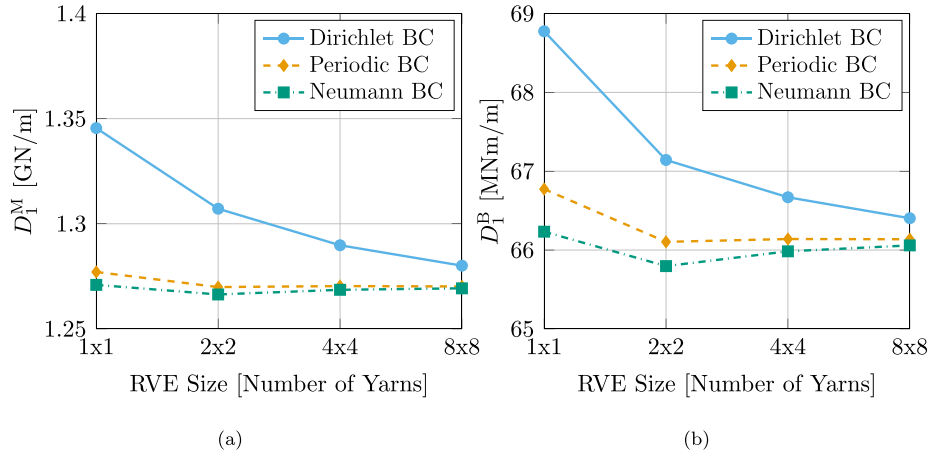 1.4
1.35
1.3
1.25
1x1
2x2
4x4
8x8
RVE Size [Number of Yarns]
D₁ᴹ [GN/m]
Dirichlet BC
Periodic BC
Neumann BC
(a)
69
68
67
66
65
1x1
2x2
4x4
8x8
RVE Size [Number of Yarns]
D₁ᴮ [MNm/m]
Dirichlet BC
Periodic BC
Neumann BC
(b)